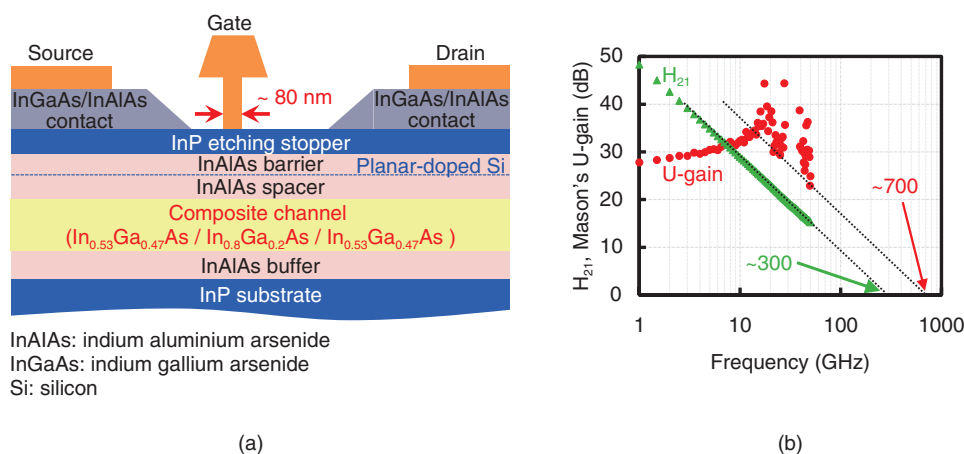 Gate
Source
Drain
~ 80 nm
InGaAs/InAlAs
contact
InGaAs/InAlAs
contact
InP etching stopper
InAlAs barrier
Planar-doped Si
InAlAs spacer
Composite channel
(In0.53Ga0.47As / In0.8Ga0.2As / In0.53Ga0.47As )
InAlAs buffer
InP substrate
InAlAs: indium aluminium arsenide
InGaAs: indium gallium arsenide
Si: silicon
(a)
H21, Mason's U-gain (dB)
50
40
30
20
10
0
H21
U-gain
~700
~300
1
10
100
1000
Frequency (GHz)
(b)